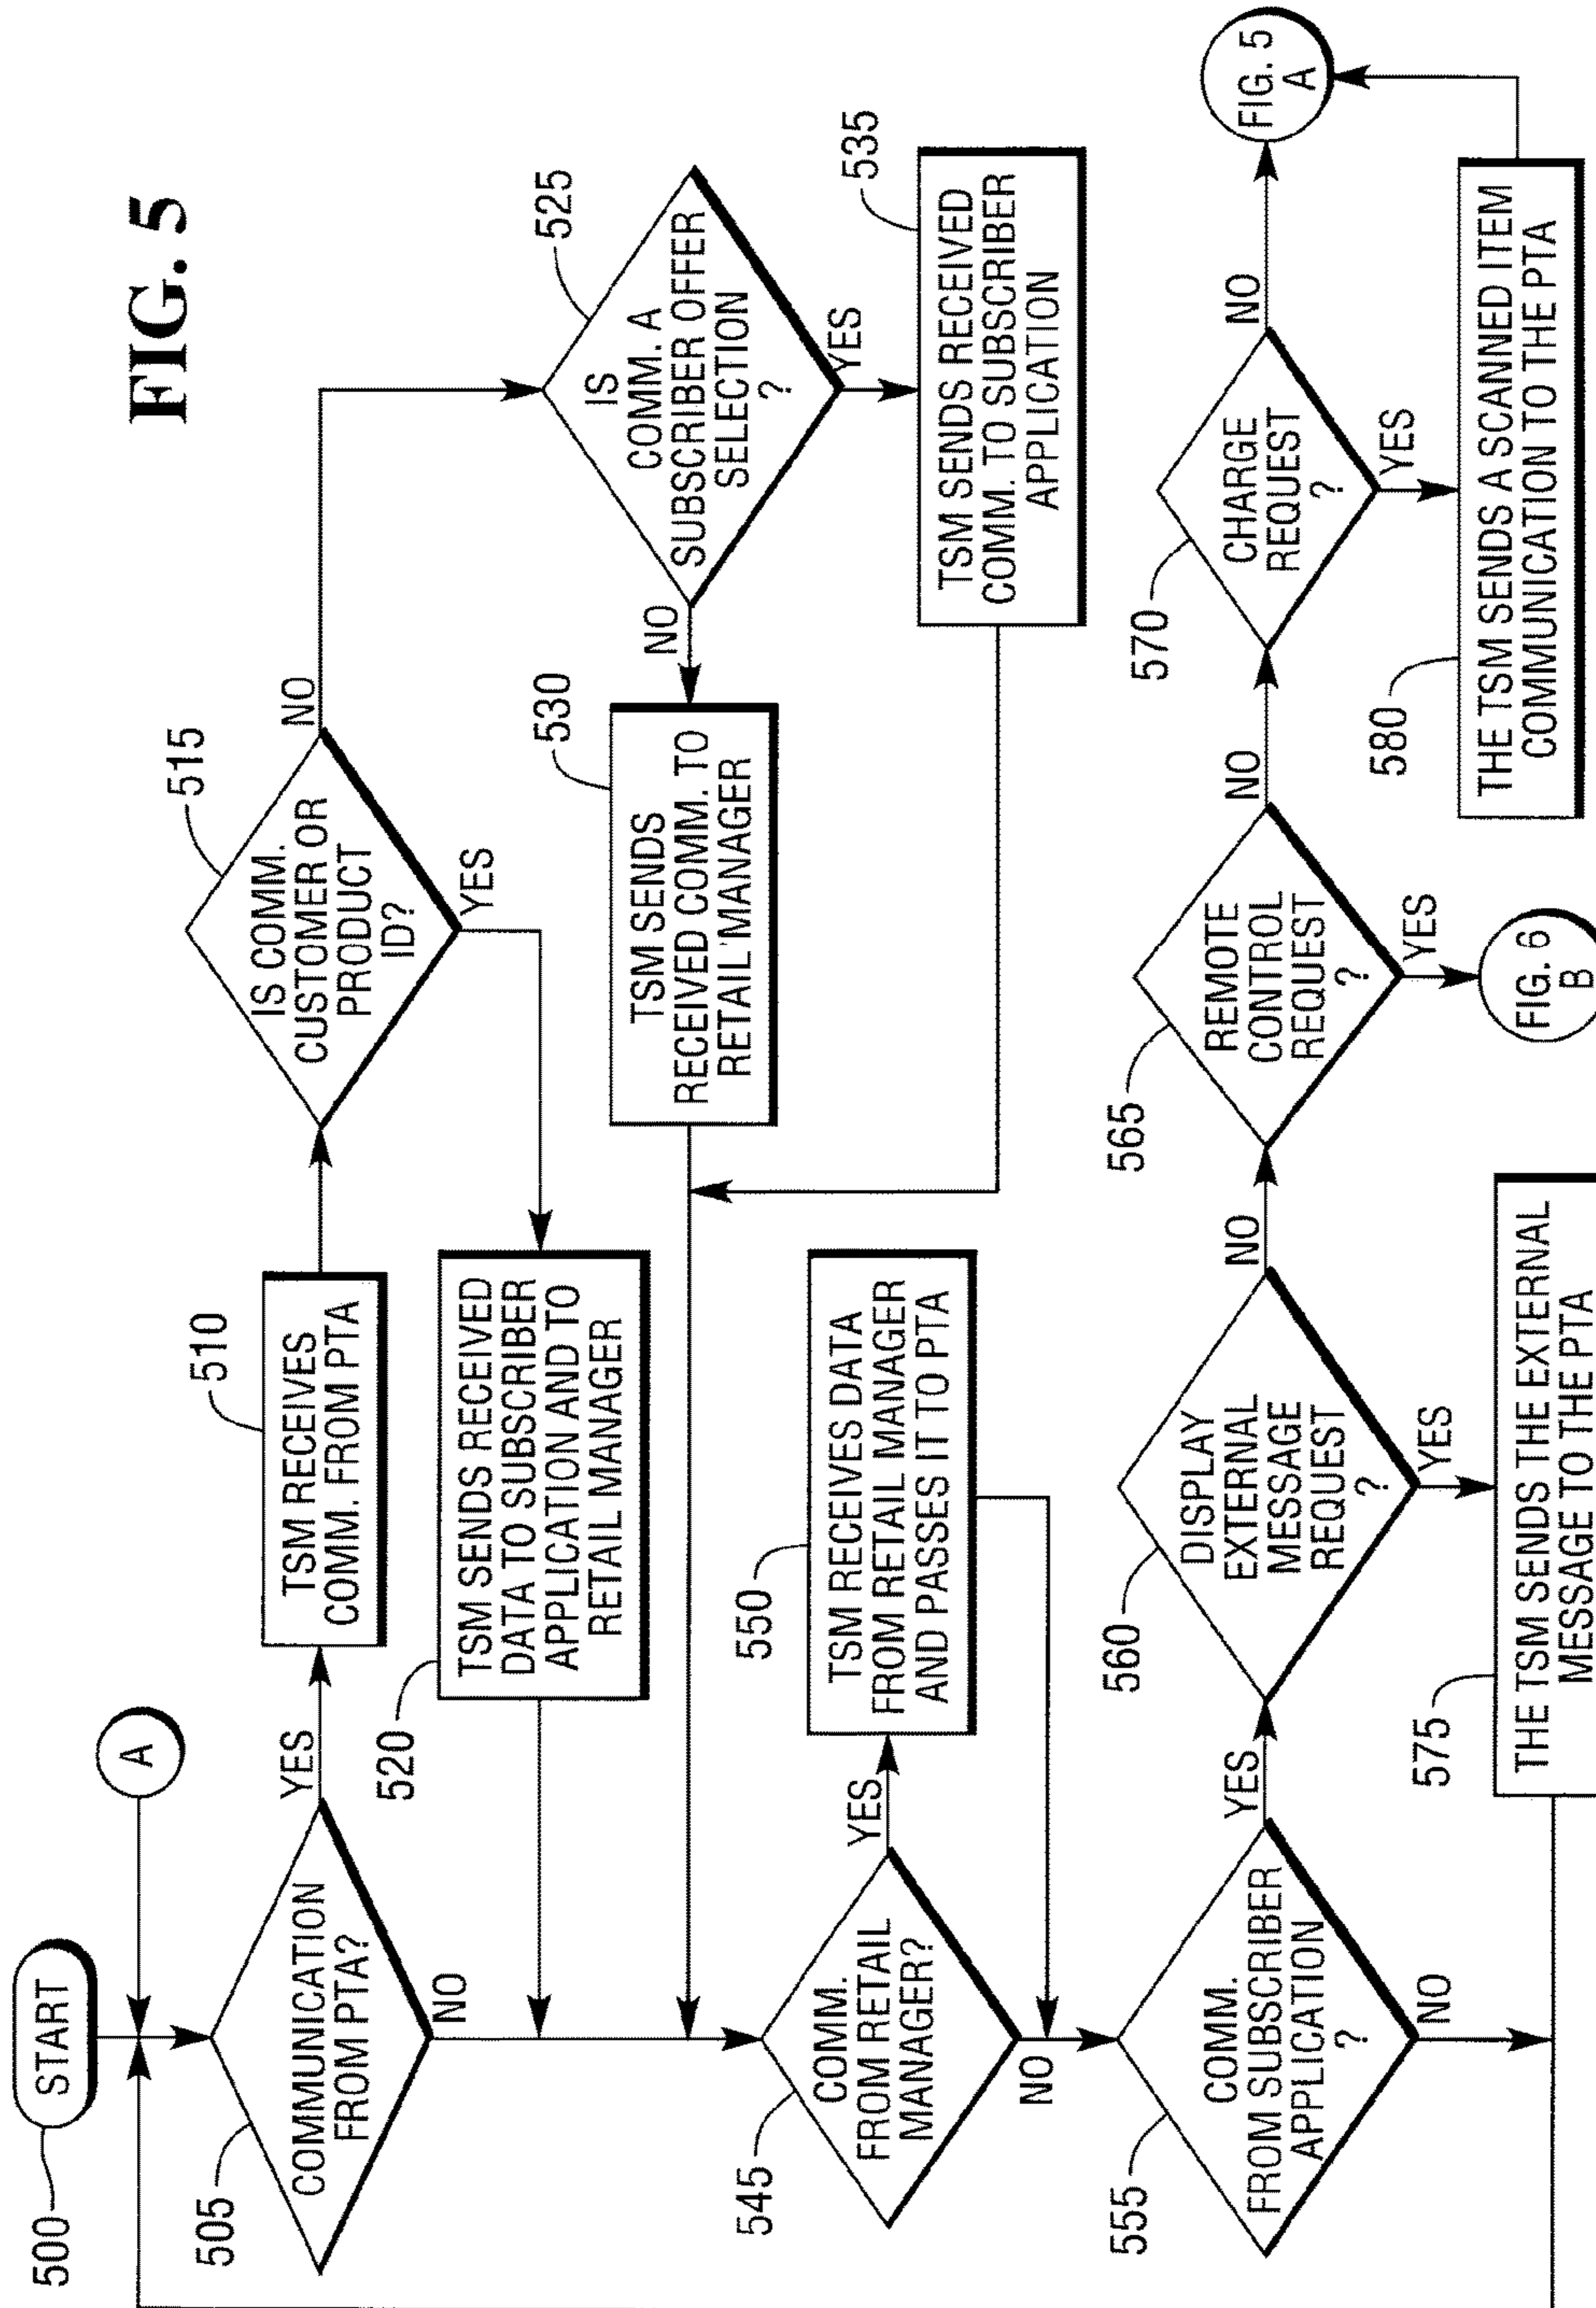 FIG. 5
500
START
A
505
COMMUNICATION
FROM PTA?
YES
NO
510
TSM RECEIVES
COMM. FROM PTA
515
IS COMM.
CUSTOMER OR
PRODUCT
ID?
NO
YES
520
TSM SENDS RECEIVED
DATA TO SUBSCRIBER
APPLICATION AND TO
RETAIL MANAGER
525
IS
COMM. A
SUBSCRIBER OFFER
SELECTION
?
NO
YES
530
TSM SENDS
RECEIVED COMM. TO
RETAIL MANAGER
535
TSM SENDS RECEIVED
COMM. TO SUBSCRIBER
APPLICATION
545
COMM.
FROM RETAIL
MANAGER?
YES
NO
550
TSM RECEIVES DATA
FROM RETAIL MANAGER
AND PASSES IT TO PTA
555
COMM.
FROM SUBSCRIBER
APPLICATION
?
YES
NO
560
DISPLAY
EXTERNAL
MESSAGE
REQUEST
?
NO
YES
565
REMOTE
CONTROL
REQUEST
?
NO
YES
570
CHARGE
REQUEST
?
NO
YES
FIG. 5
A
575
THE TSM SENDS THE EXTERNAL
MESSAGE TO THE PTA
FIG. 6
B
580
THE TSM SENDS A SCANNED ITEM
COMMUNICATION TO THE PTA